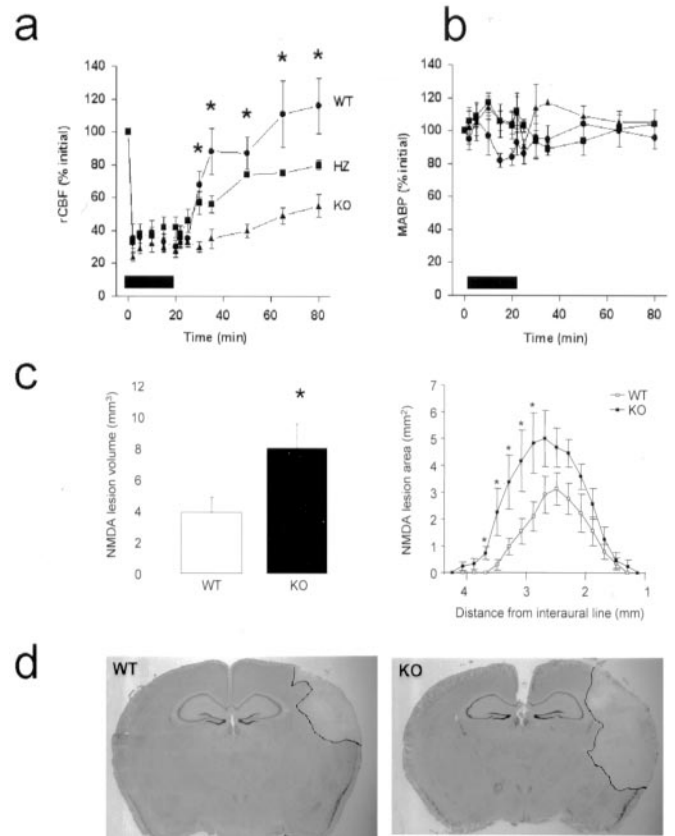 a
b
140
120
100
80
60
40
20
0
rCBF (% initial)
* * * * *
WT
HZ
KO
0 20 40 60 80
Time (min)
140
120
100
80
60
40
20
0
MABP (% initial)
0 20 40 60 80
Time (min)
c
12
10
8
6
4
2
0
NMDA lesion volume (mm³)
*
WT KO
7
6
5
4
3
2
1
0
NMDA lesion area (mm²)
WT
KO
* * * * *
4 3 2 1
Distance from interaural line (mm)
d
WT
KO